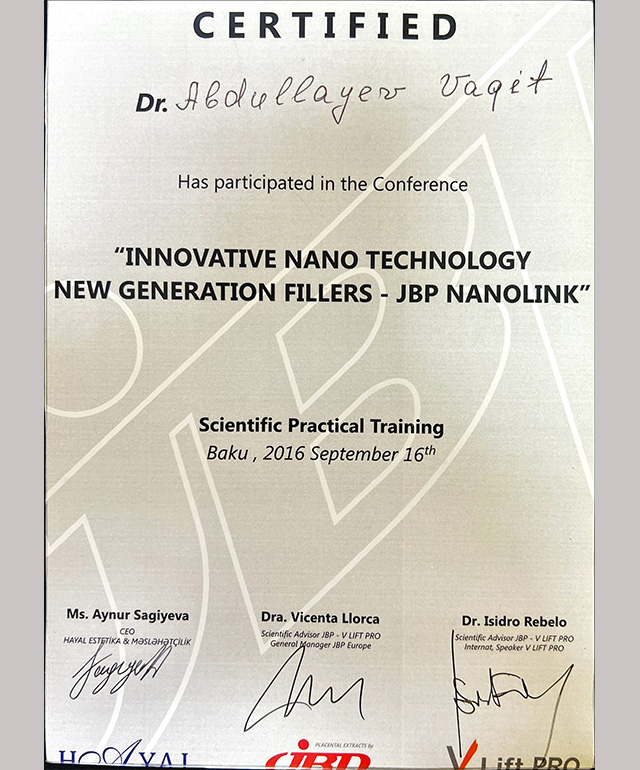 CERTIFIED
Dr. Abdullayev Vaqif
Has participated in the Conference
“INNOVATIVE NANO TECHNOLOGY
NEW GENERATION FILLERS - JBP NANOLINK”
Scientific Practical Training
Baku , 2016 September 16th
Ms. Aynur Sagiyeva
CEO
HAYAL ESTETİKA & MƏSLƏHƏTÇİLİK
Dra. Vicenta Llorca
Scientific Advisor JBP - V LIFT PRO
General Manager JBP Europe
Dr. Isidro Rebelo
Scientific Advisor JBP - V LIFT PRO
Internat, Speaker V LIFT PRO
PLACENTAL EXTRACTS by
JBP
V Lift PRO